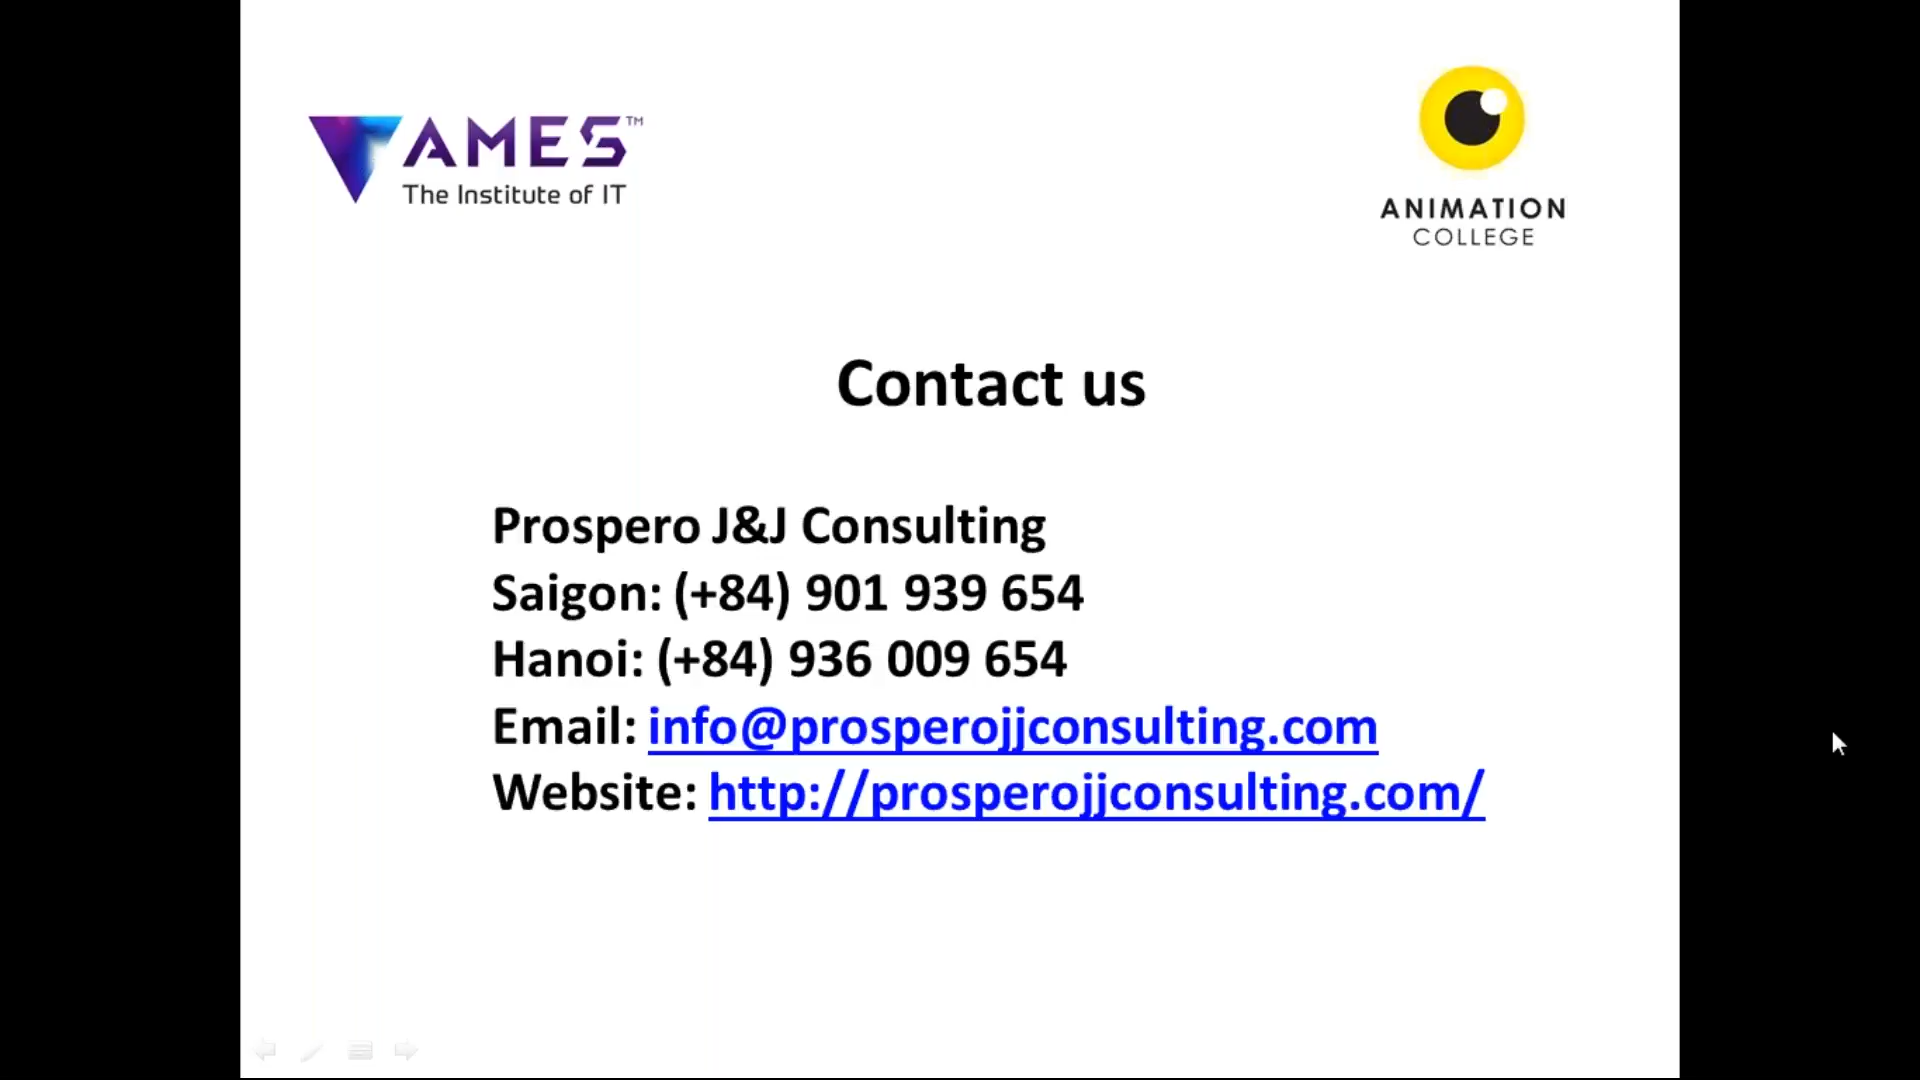 AMES™
The Institute of IT
ANIMATION
COLLEGE
Contact us
Prospero J&J Consulting
Saigon: (+84) 901 939 654
Hanoi: (+84) 936 009 654
Email: info@prosperojjconsulting.com
Website: http://prosperojjconsulting.com/